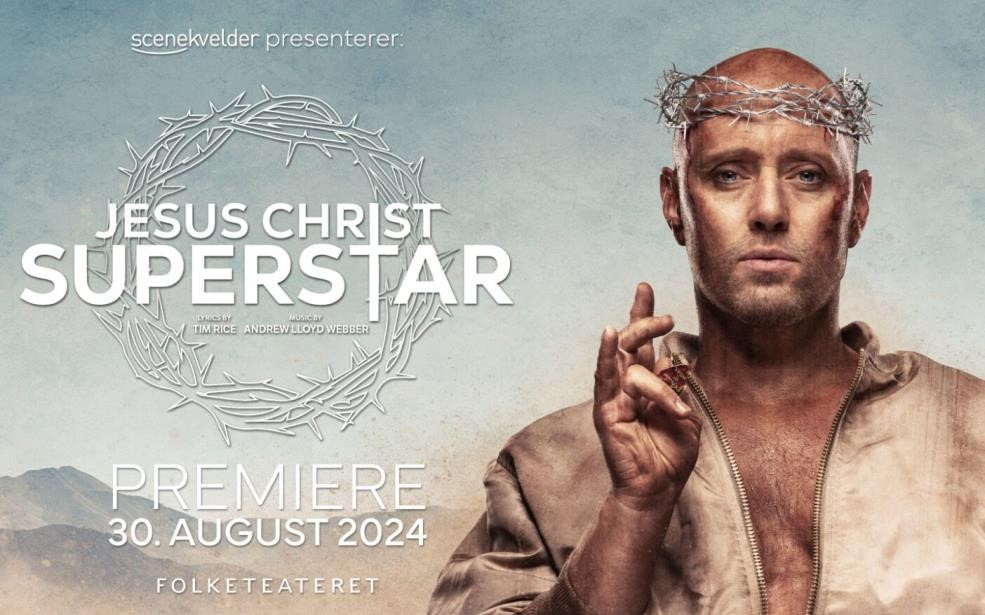 scenekvelder presenterer:
JESUS CHRIST
SUPERSTAR
LYRICS BY MUSIC BY
TIM RICE ANDREW LLOYD WEBBER
PREMIERE
30. AUGUST 2024
FOLKETEATERET